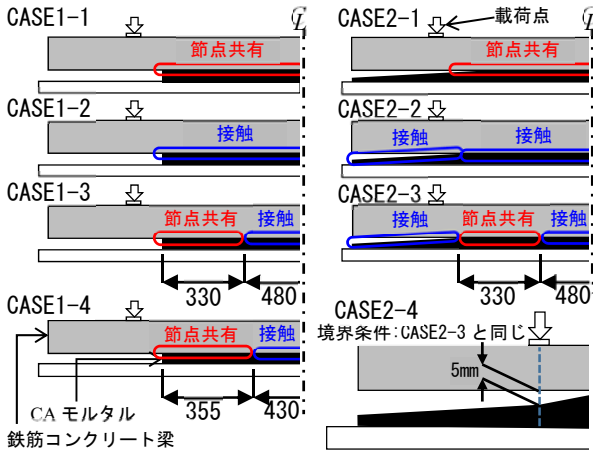 CASE1-1
℄
節点共有
CASE1-2
接触
CASE1-3
節点共有 接触
330 480
CASE1-4
節点共有 接触
355 430
CA モルタル
鉄筋コンクリート梁
CASE2-1
載荷点
℄
節点共有
CASE2-2
接触 接触
CASE2-3
接触 節点共有 接触
330 480
CASE2-4
境界条件:CASE2-3 と同じ
5mm